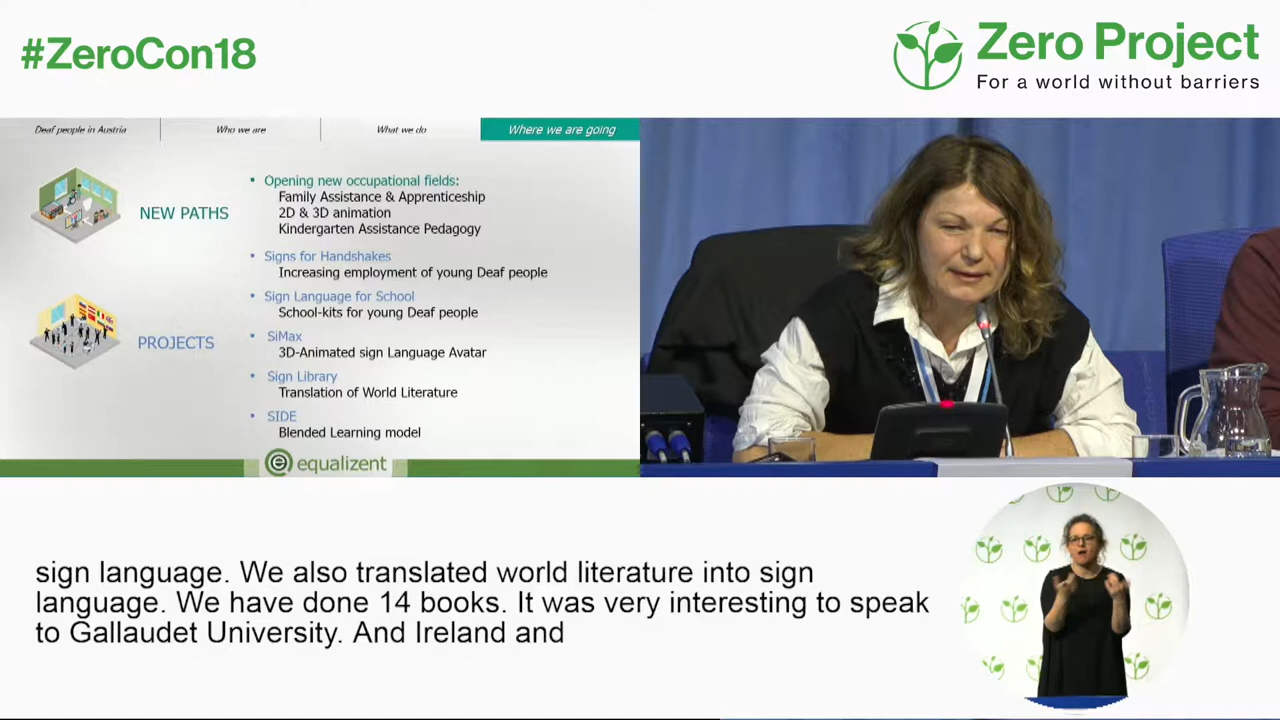 #ZeroCon18
Zero Project
For a world without barriers
Deaf people in Austria
Who we are
What we do
Where we are going
NEW PATHS
• Opening new occupational fields:
Family Assistance & Apprenticeship
2D & 3D animation
Kindergarten Assistance Pedagogy
• Signs for Handshakes
Increasing employment of young Deaf people
PROJECTS
• Sign Language for School
School-kits for young Deaf people
• SiMax
3D-Animated sign Language Avatar
• Sign Library
Translation of World Literature
• SIDE
Blended Learning model
e equalizent
sign language. We also translated world literature into sign
language. We have done 14 books. It was very interesting to speak
to Gallaudet University. And Ireland and